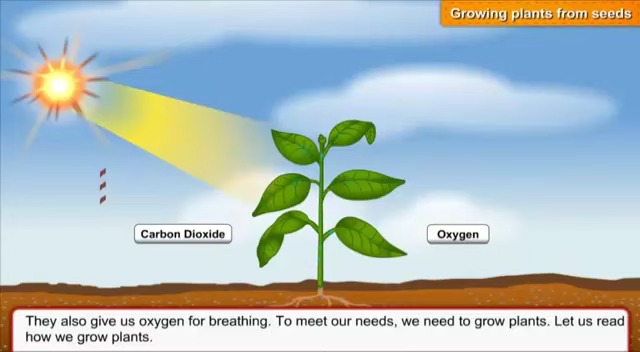 Growing plants from seeds
Carbon Dioxide
Oxygen
They also give us oxygen for breathing. To meet our needs, we need to grow plants. Let us read
how we grow plants.